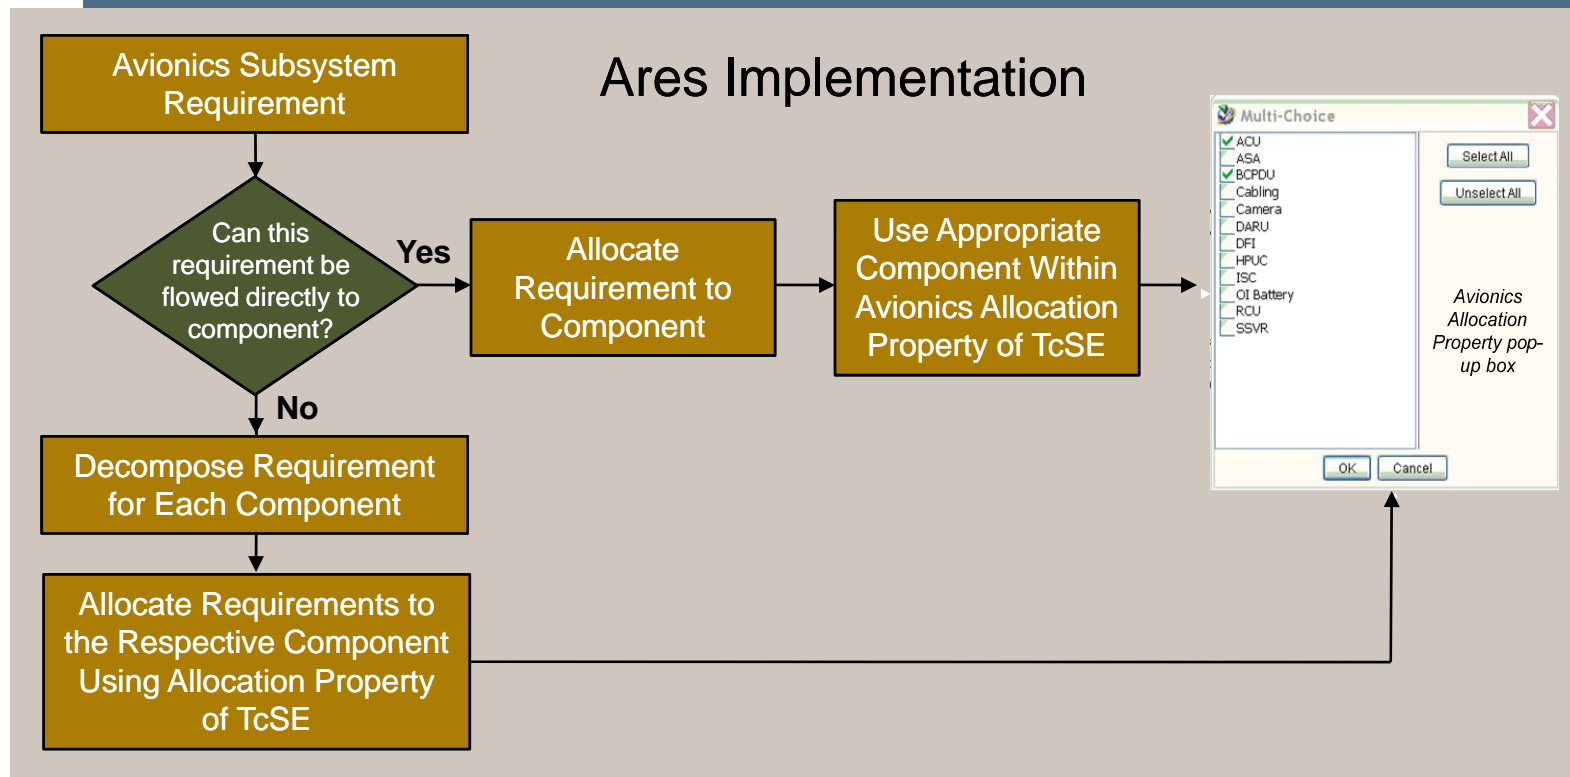 Ares Implementation
Avionics Subsystem
Requirement
Can this
requirement be
flowed directly to
component?
Yes
Allocate
Requirement to
Component
Use Appropriate
Component Within
Avionics Allocation
Property of TcSE
No
Decompose Requirement
for Each Component
Allocate Requirements to
the Respective Component
Using Allocation Property
of TcSE
Multi-Choice
ACU
ASA
BCPDU
Cabling
Camera
DARU
DFI
HPUC
ISC
OI Battery
RCU
SSVR
Select All
Unselect All
Avionics
Allocation
Property pop-
up box
OK
Cancel